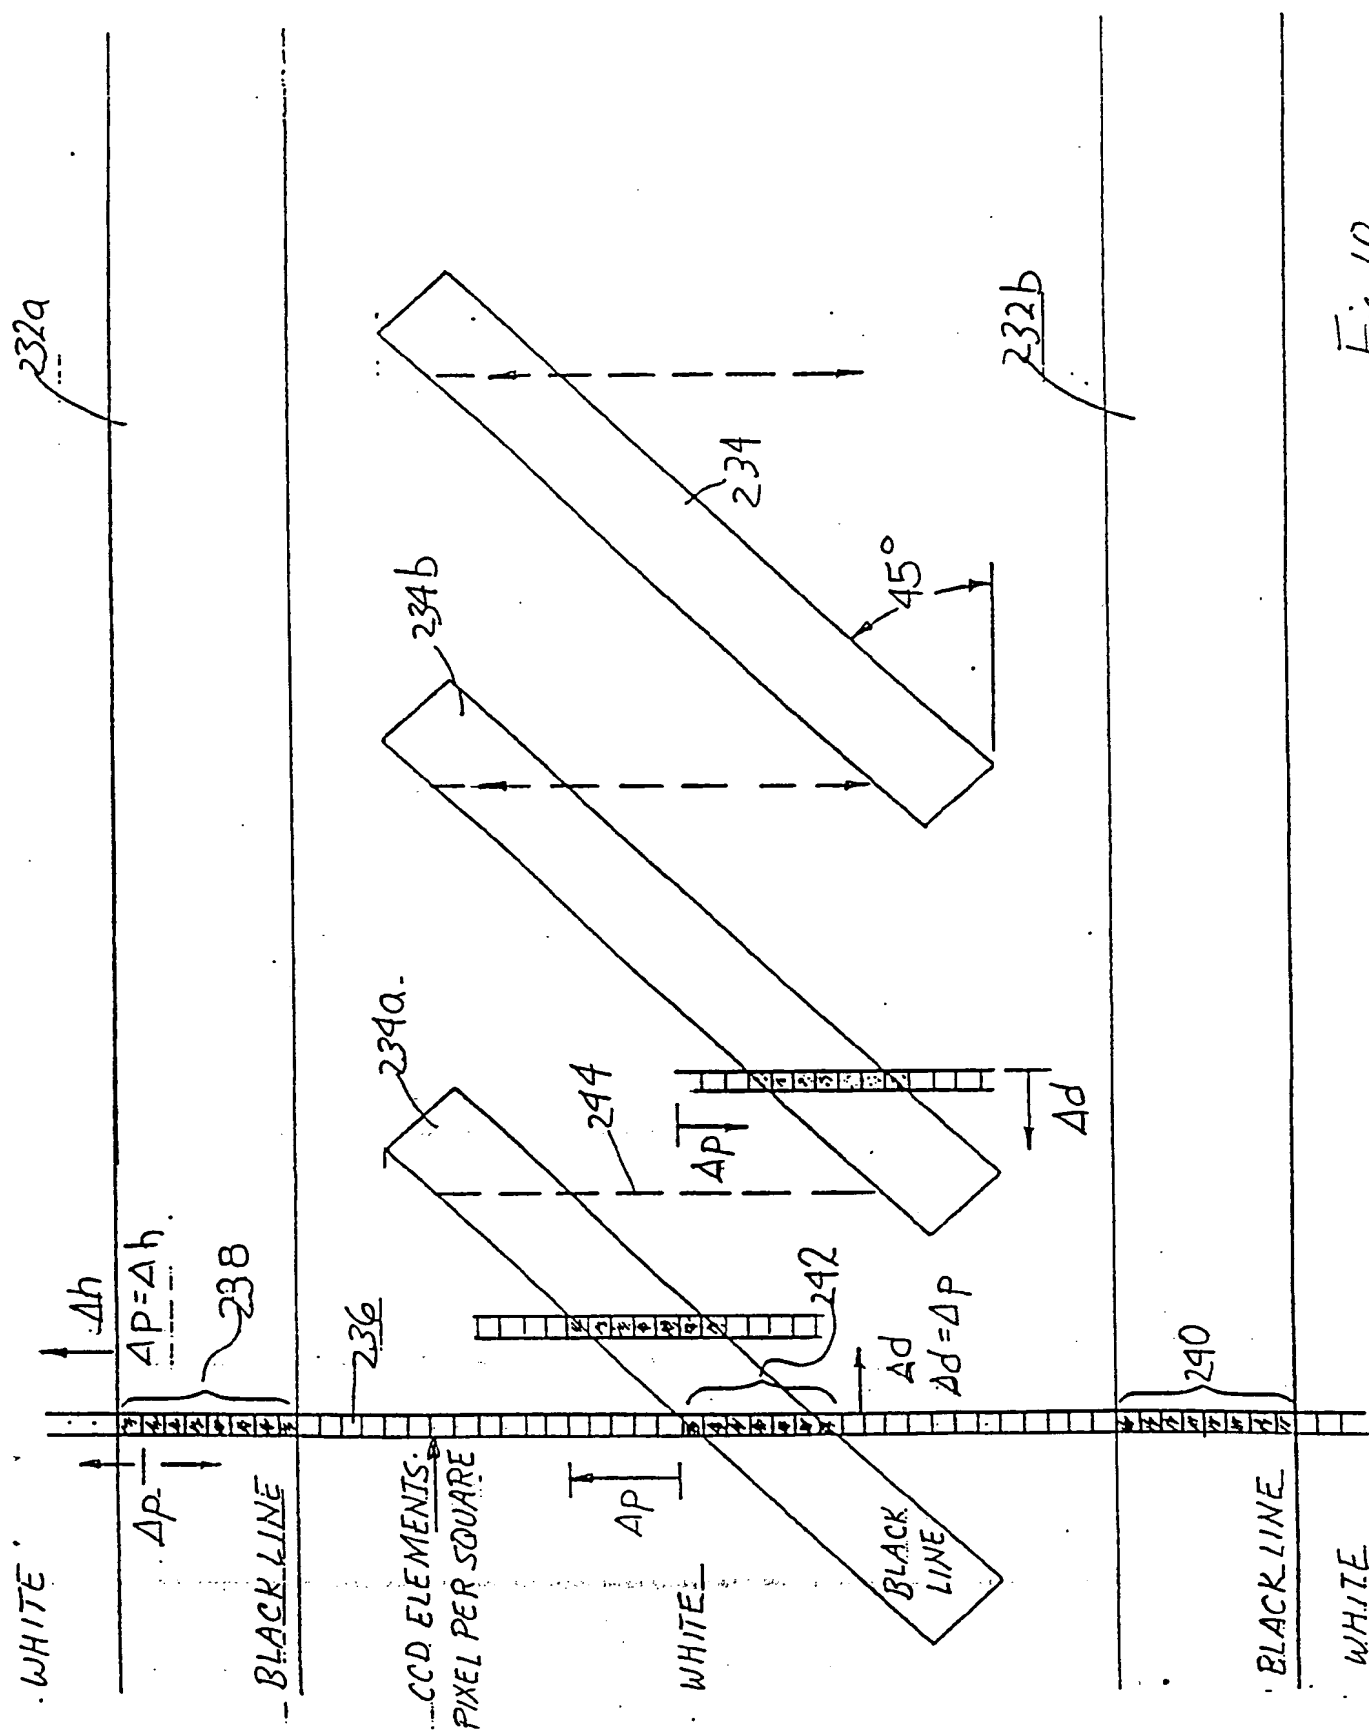 WHITE
Δh
232a
ΔP=Δh.
ΔP
238
BLACK LINE
236
CCD ELEMENTS.
PIXEL PER SQUARE
234a.
234b
244
234
ΔP
ΔP
WHITE
242
45°
232b
BLACK
LINE
Δd
Δd=ΔP
Δd
240
BLACK LINE
WHITE